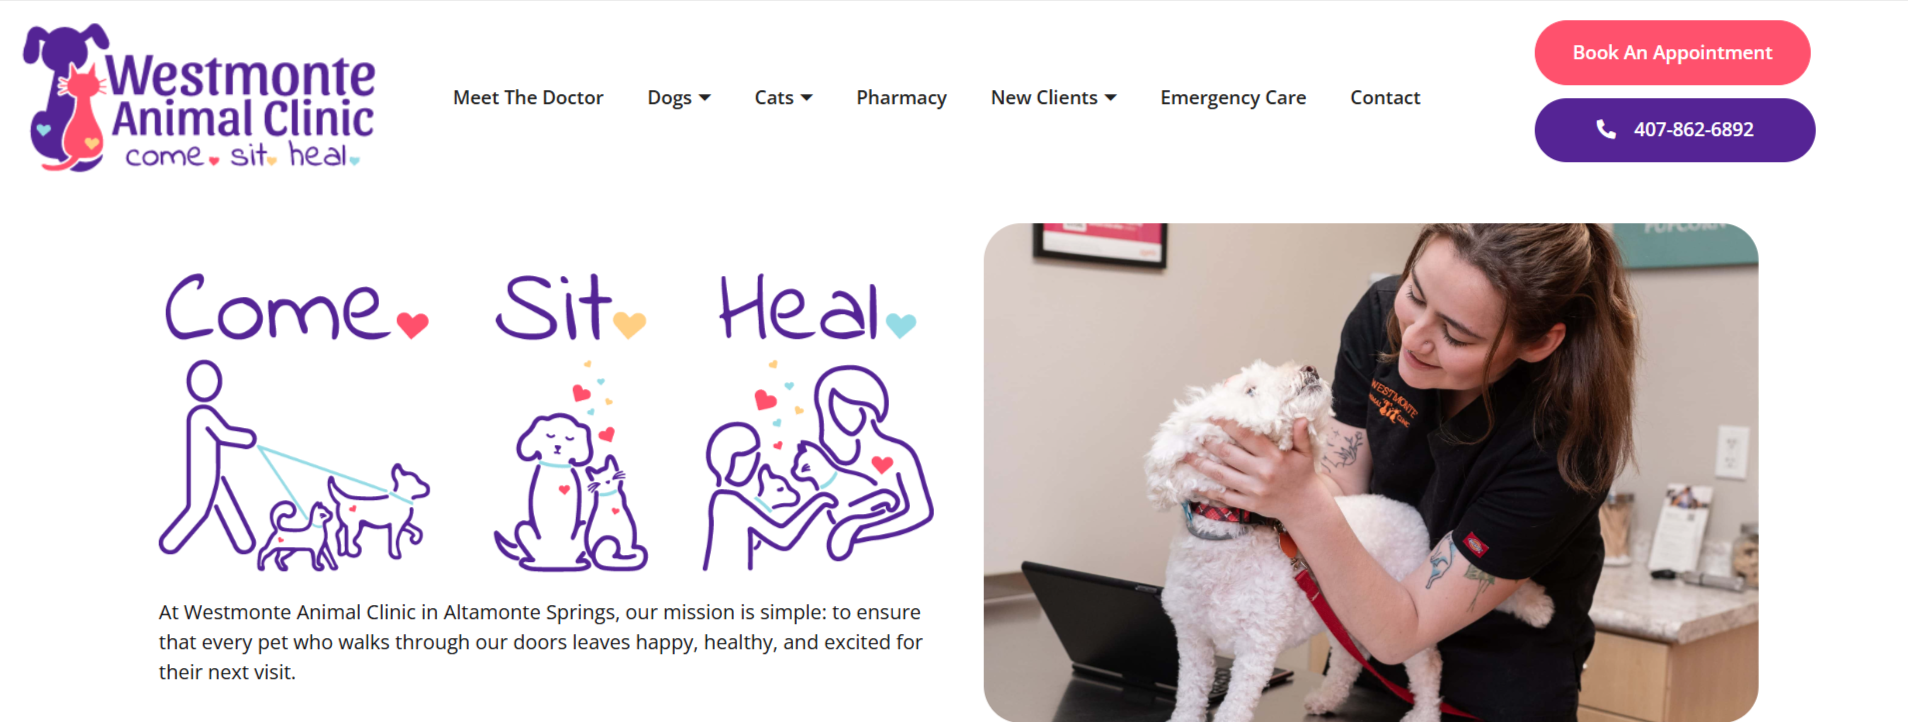 Westmonte
Animal Clinic
come sit heal
Meet The Doctor
Dogs
Cats
Pharmacy
New Clients
Emergency Care
Contact
Book An Appointment
407-862-6892
Come Sit Heal
At Westmonte Animal Clinic in Altamonte Springs, our mission is simple: to ensure
that every pet who walks through our doors leaves happy, healthy, and excited for
their next visit.
POPCORN
WESTMONTE
ANIMAL CLINIC